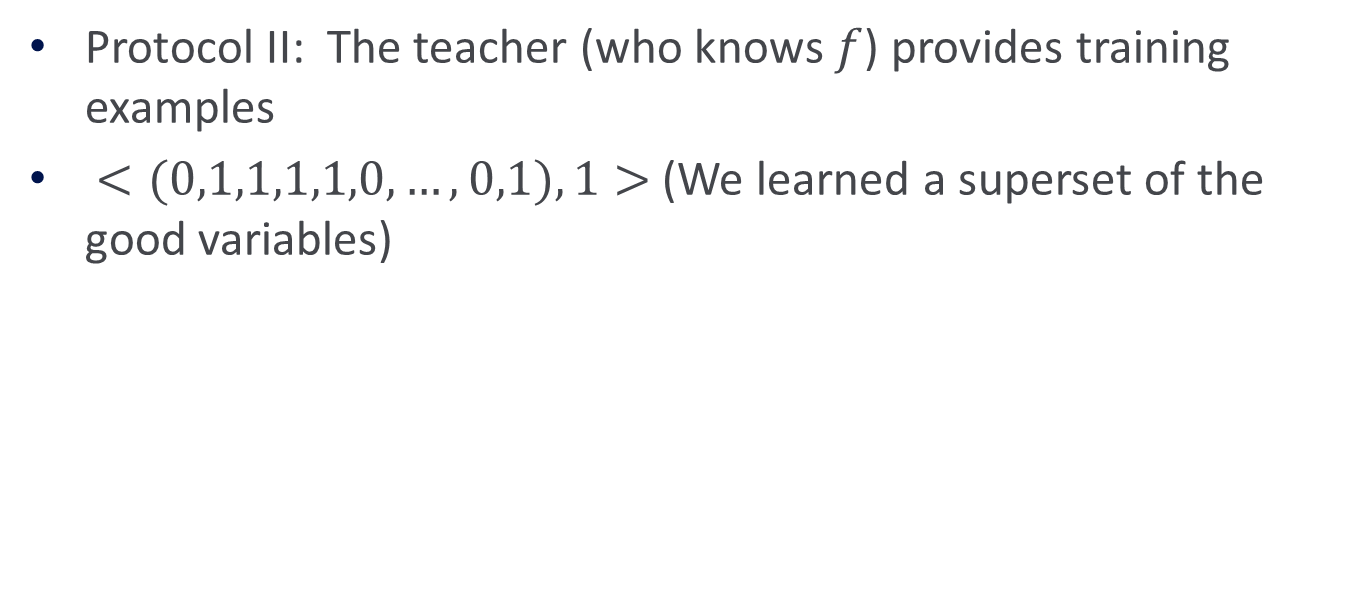 • Protocol II: The teacher (who knows 𝑓) provides training
examples
• < (0,1,1,1,1,0, … , 0,1), 1 > (We learned a superset of the
good variables)